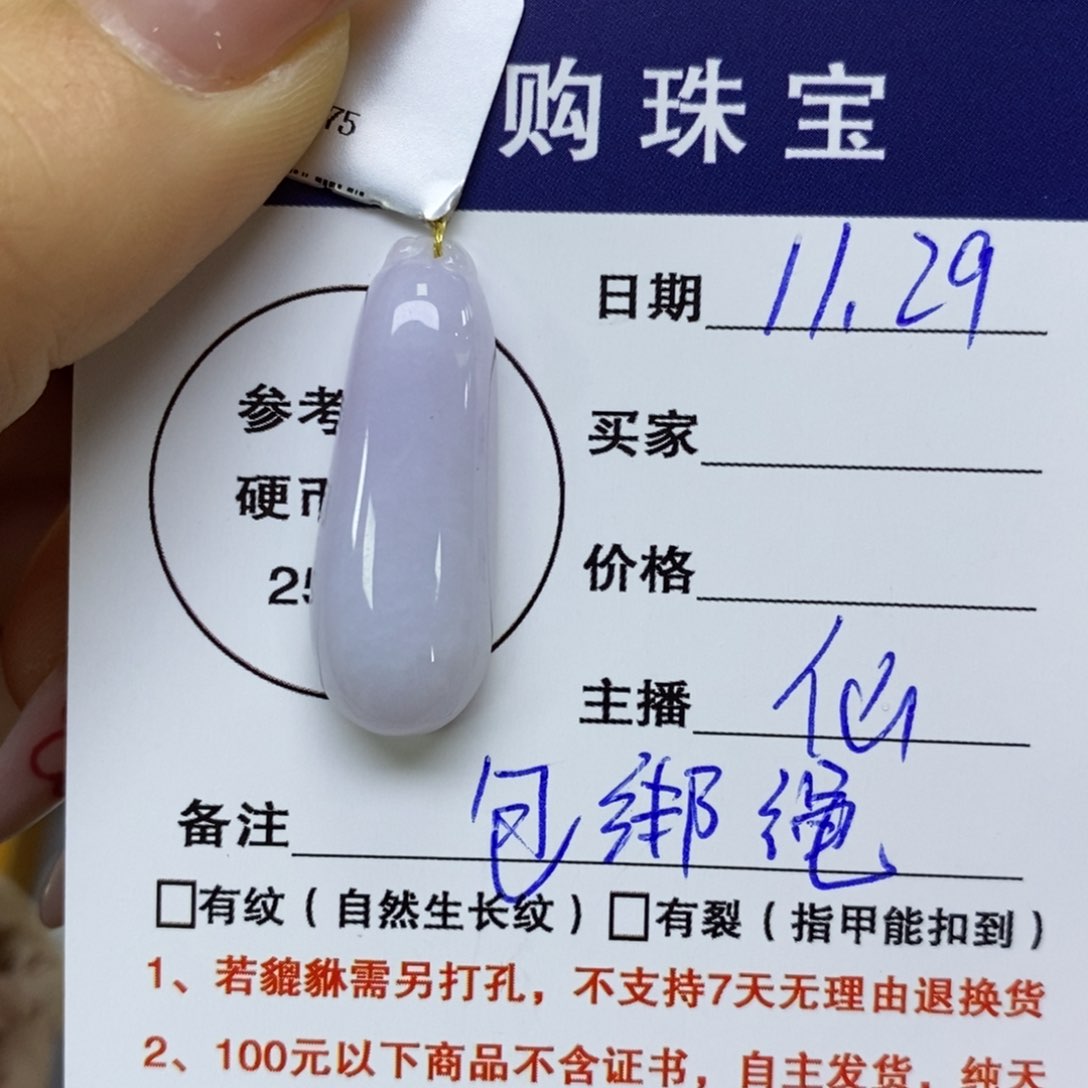 75
购珠宝
日期 11.29
参考
硬币
25
买家
价格
主播 仙
备注 包绑绳
有纹（自然生长纹） 有裂（指甲能扣到）
1、若貔貅需另打孔，不支持7天无理由退换货
2、100元以下商品不含证书，自主发货，纯天